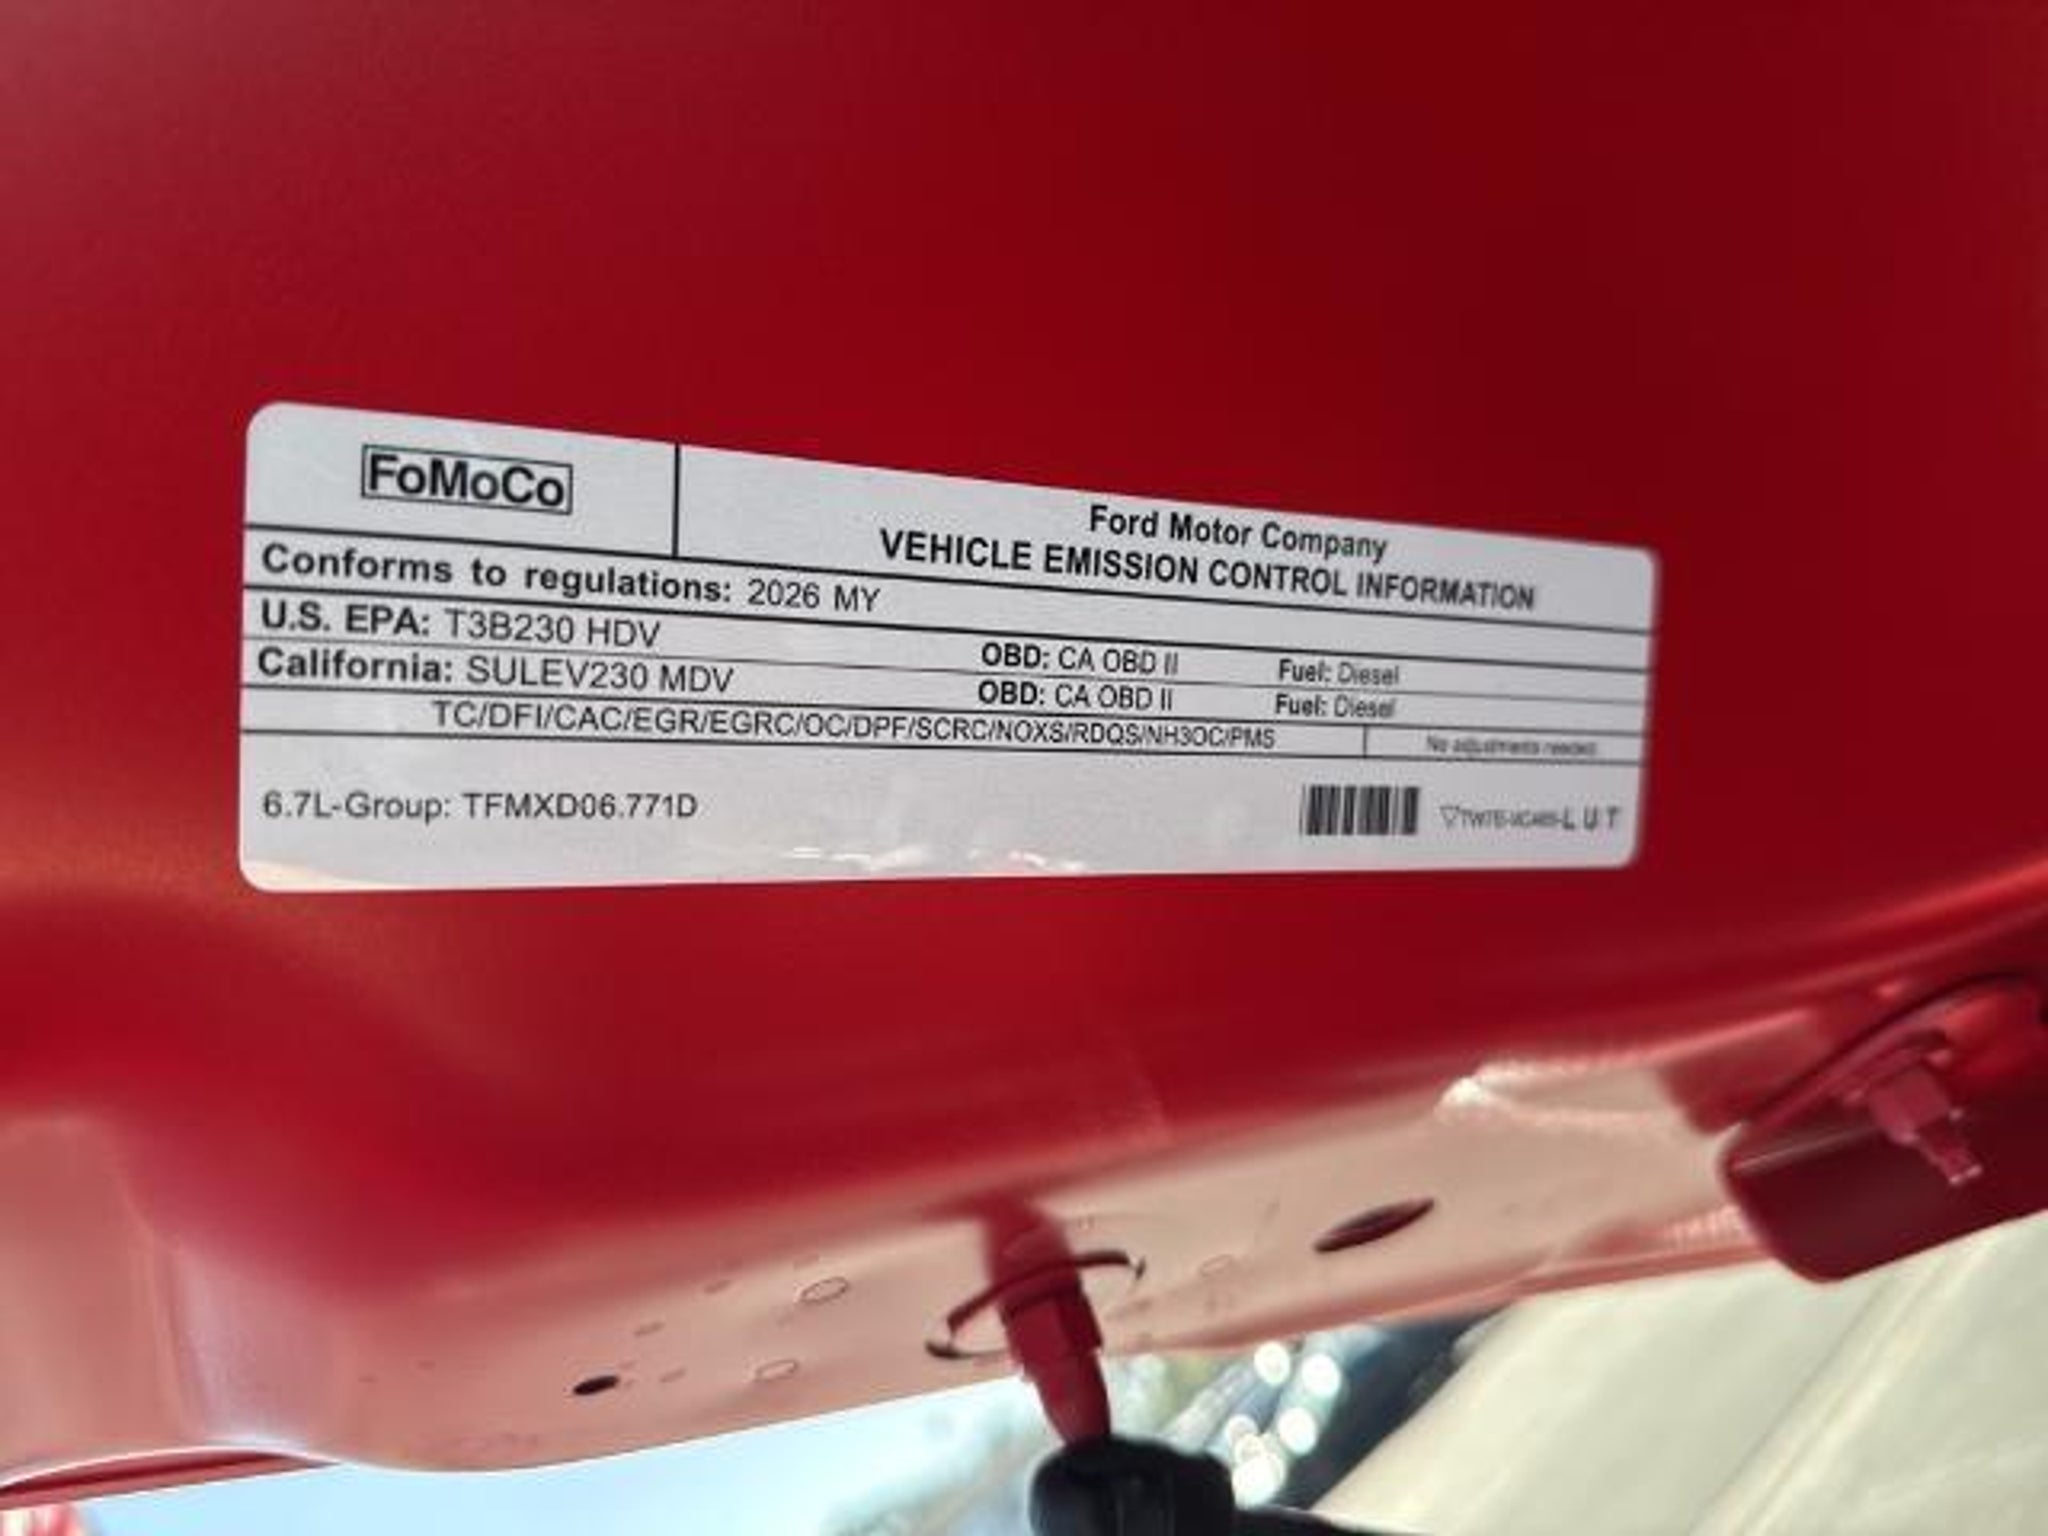 FoMoCo
Ford Motor Company
VEHICLE EMISSION CONTROL INFORMATION
Conforms to regulations: 2026 MY
U.S. EPA: T3B230 HDV OBD: CA OBD II Fuel: Diesel
California: SULEV230 MDV OBD: CA OBD II Fuel: Diesel
TC/DFI/CAC/EGR/EGRC/OC/DPF/SCRC/NOXS/RDQS/NH3OC/PMS No adjustments needed.
6.7L-Group: TFMXD06.771D L U T